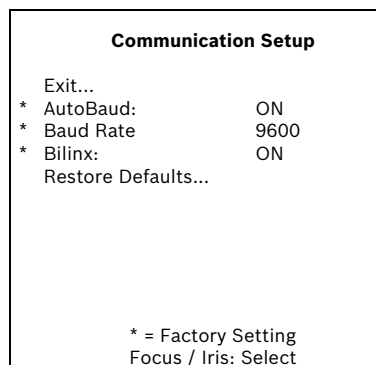 Communication Setup
Exit...
* AutoBaud: ON
* Baud Rate 9600
* Bilinx: ON
Restore Defaults...
* = Factory Setting
Focus / Iris: Select